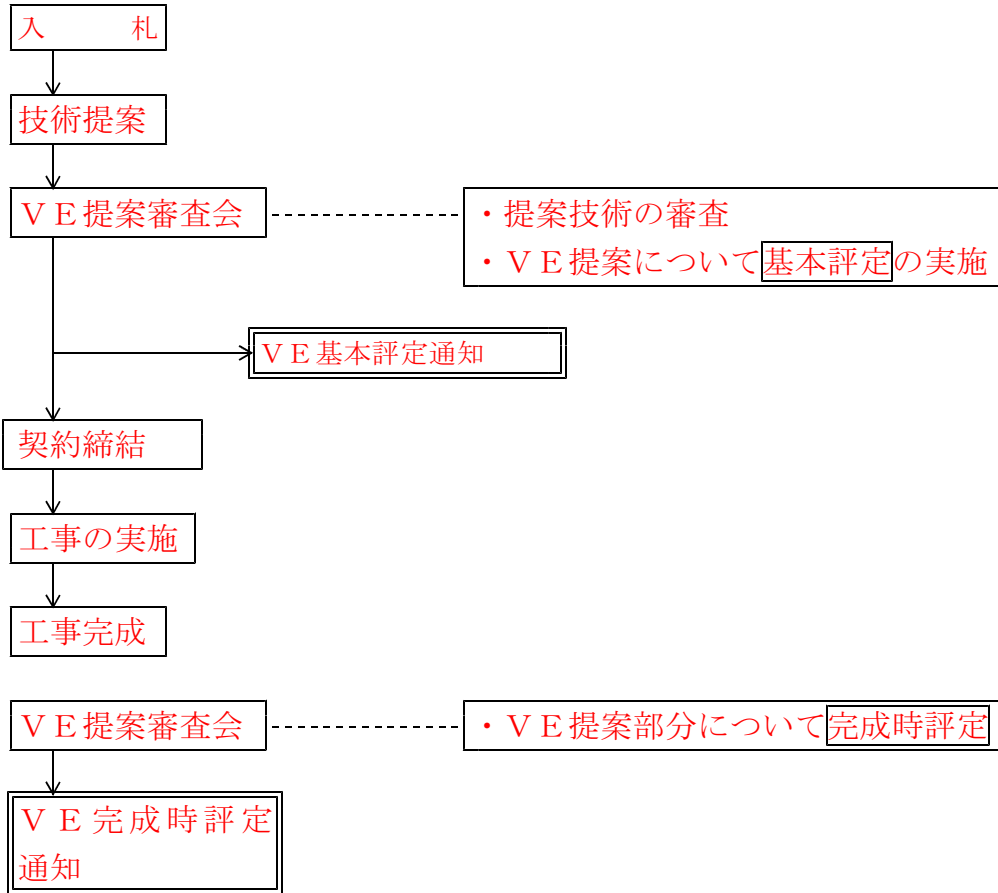 入　　　札
技術提案
ＶＥ提案審査会
・提案技術の審査
・ＶＥ提案について基本評定の実施
ＶＥ基本評定通知
契約締結
工事の実施
工事完成
ＶＥ提案審査会
・ＶＥ提案部分について完成時評定
ＶＥ完成時評定
通知